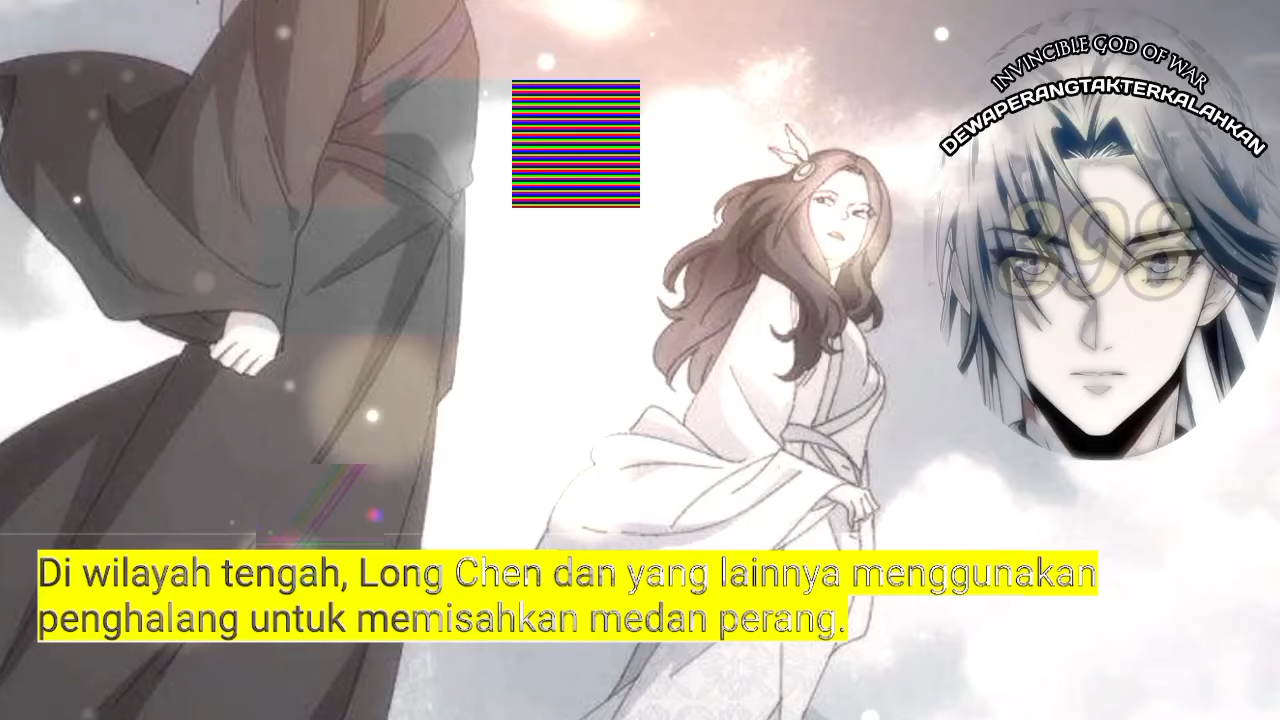 INVINCIBLE GOD OF WAR
DEWAPERANGTAKTERKALAHKAN
398
Di wilayah tengah, Long Chen dan yang lainnya menggunakan
penghalang untuk memisahkan medan perang.